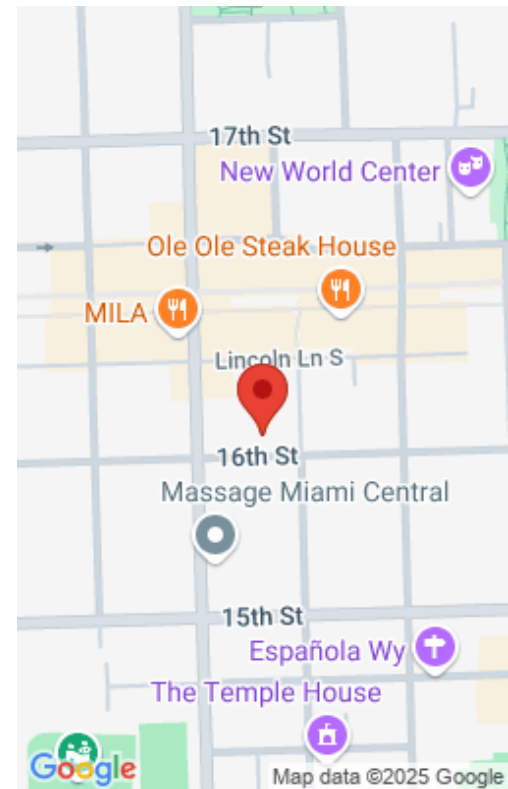 17th St
New World Center
Ole Ole Steak House
MILA
Lincoln Ln S
16th St
Massage Miami Central
15th St
Española Wy
The Temple House
Google
Map data ©2025 Google